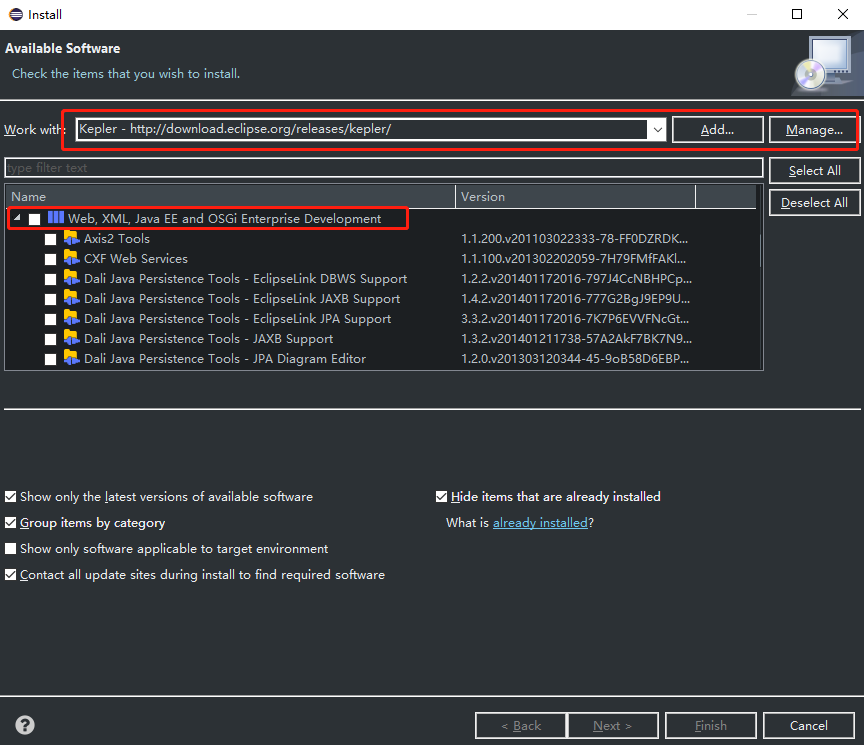 Install
Available Software
Check the items that you wish to install.
Work with: Kepler - http://download.eclipse.org/releases/kepler/ Add... Manage...
type filter text Select All
Deselect All
Name Version
Web, XML, Java EE and OSGi Enterprise Development
Axis2 Tools 1.1.200.v201103022333-78-FF0DZRDK...
CXF Web Services 1.1.100.v201302202059-7H79FMfFAKl...
Dali Java Persistence Tools - EclipseLink DBWS Support 1.2.2.v201401172016-797J4CcNBHPCp...
Dali Java Persistence Tools - EclipseLink JAXB Support 1.4.2.v201401172016-777G2BgJ9EP9U...
Dali Java Persistence Tools - EclipseLink JPA Support 3.3.2.v201401172016-7K7P6EVVFNcGt...
Dali Java Persistence Tools - JAXB Support 1.3.2.v201401211738-57A2AkF7BK7N9...
Dali Java Persistence Tools - JPA Diagram Editor 1.2.0.v201303120344-45-9oB58D6EBP...
Show only the latest versions of available software Hide items that are already installed
Group items by category What is already installed?
Show only software applicable to target environment
Contact all update sites during install to find required software
? < Back Next > Finish Cancel